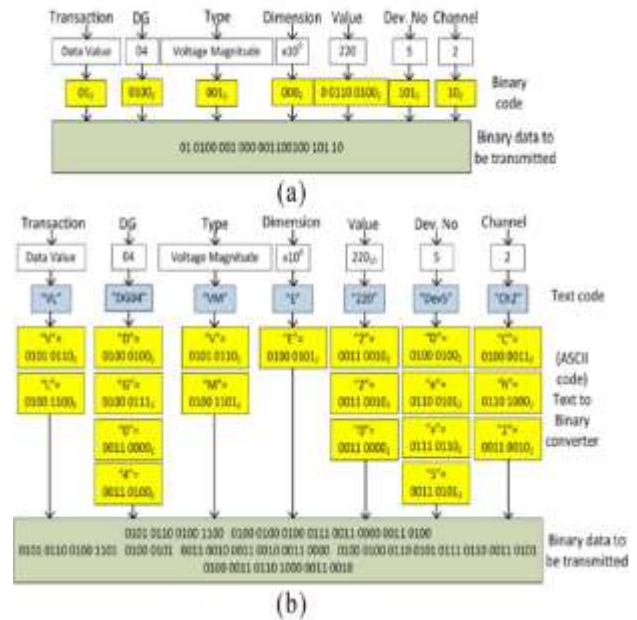 Transaction DG Type Dimension Value Dev. No Channel
Data Value 04 Voltage Magnitude x10⁰ 220 5 2
01₂ 0100₂ 001₂ 000₂ 0 0110 0100₂ 101₂ 10₂
Binary code
01 0100 001 000 001100100 101 10
Binary data to be transmitted
(a)
Transaction DG Type Dimension Value Dev. No Channel
Data Value 04 Voltage Magnitude x10⁰ 220₁₀ 5 2
"VL" "DG04" "VM" "E" "220" "Dev5" "Ch2"
Text code
"V"= "D"= "V"= "E"= "2"= "D"= "C"=
0101 0110₂ 0100 0100₂ 0101 0110₂ 0100 0101₂ 0011 0010₂ 0100 0100₂ 0100 0011₂
"L"= "G"= "M"= "2"= "e"= "h"=
0100 1100₂ 0100 0111₂ 0100 1101₂ 0011 0010₂ 0110 0101₂ 0110 1000₂
"0"= "0"= "v"= "2"=
0011 0000₂ 0011 0000₂ 0111 0110₂ 0011 0010₂
"4"= "5"=
0011 0100₂ 0011 0101₂
(ASCII code)
Text to
Binary
converter
0101 0110 0100 1100 0100 0100 0100 0111 0011 0000 0011 0100
0101 0110 0100 1101 0100 0101 0011 0010 0011 0010 0011 0000 0100 0100 0110 0101 0111 0110 0011 0101
0100 0011 0110 1000 0011 0010
Binary data to be transmitted
(b)